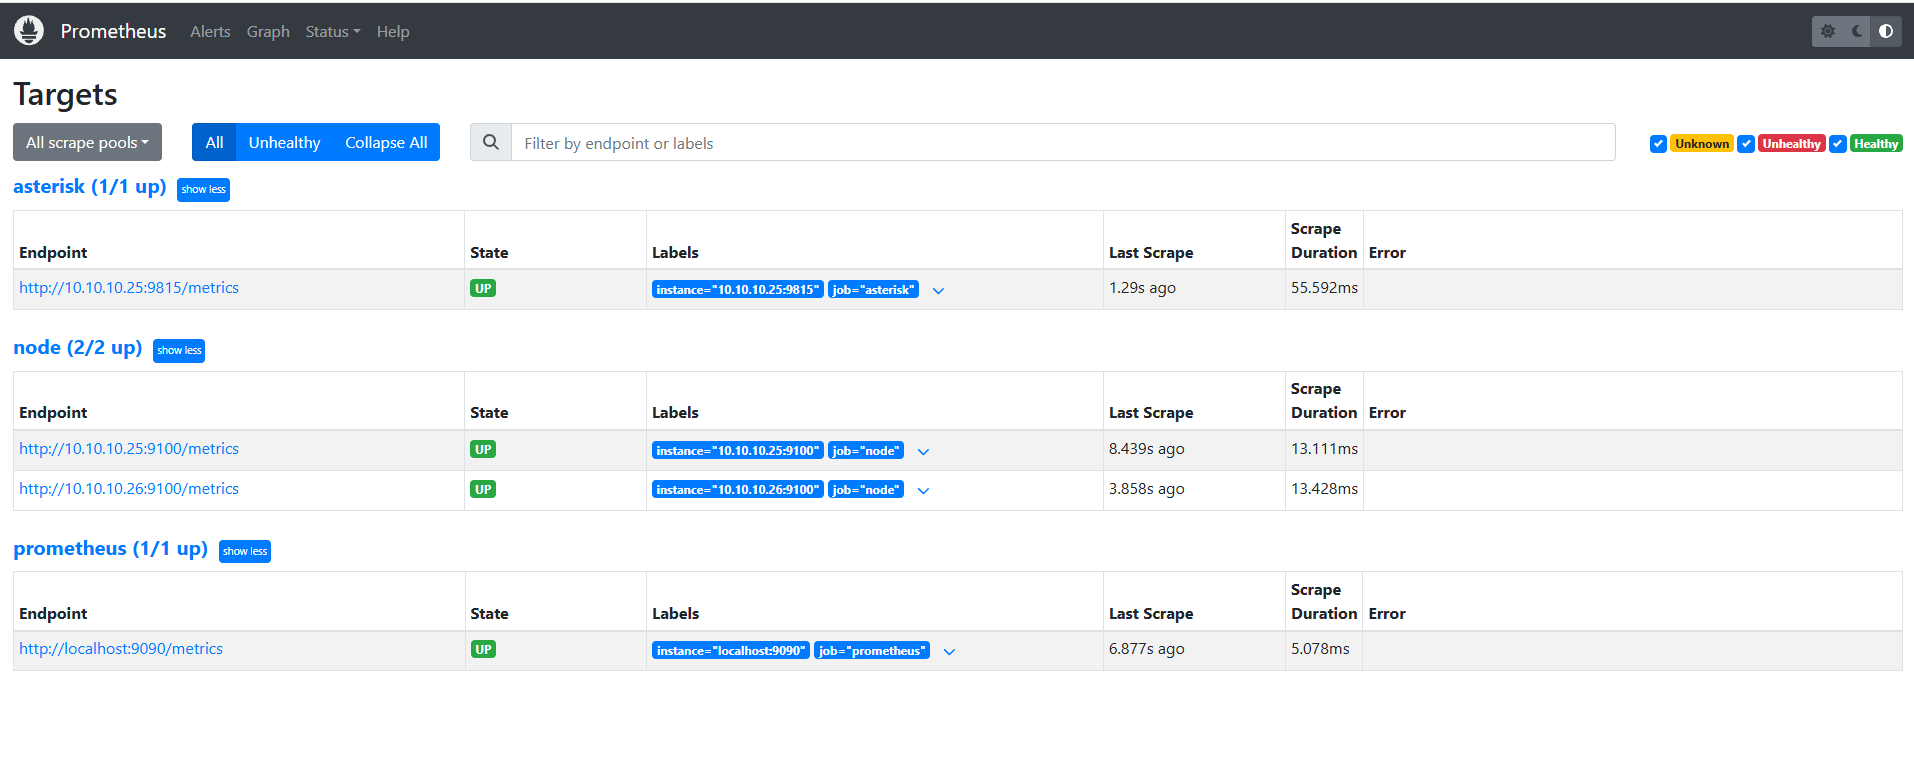 Prometheus Alerts Graph Status Help
Targets
All scrape pools All Unhealthy Collapse All Filter by endpoint or labels Unknown Unhealthy Healthy
asterisk (1/1 up) show less
Endpoint State Labels Last Scrape Scrape Duration Error
http://10.10.10.25:9815/metrics UP instance="10.10.10.25:9815" job="asterisk" 1.29s ago 55.592ms
node (2/2 up) show less
Endpoint State Labels Last Scrape Scrape Duration Error
http://10.10.10.25:9100/metrics UP instance="10.10.10.25:9100" job="node" 8.439s ago 13.111ms
http://10.10.10.26:9100/metrics UP instance="10.10.10.26:9100" job="node" 3.858s ago 13.428ms
prometheus (1/1 up) show less
Endpoint State Labels Last Scrape Scrape Duration Error
http://localhost:9090/metrics UP instance="localhost:9090" job="prometheus" 6.877s ago 5.078ms